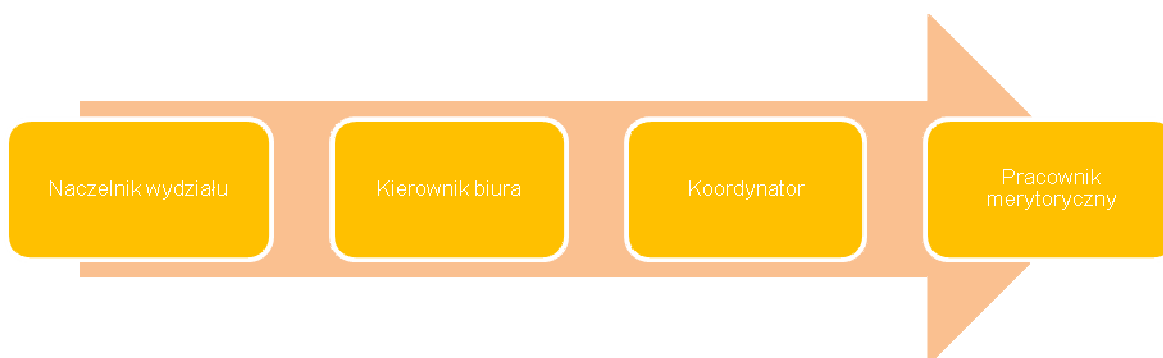 Naczelnik wydziału
Kierownik biura
Koordynator
Pracownik
merytoryczny